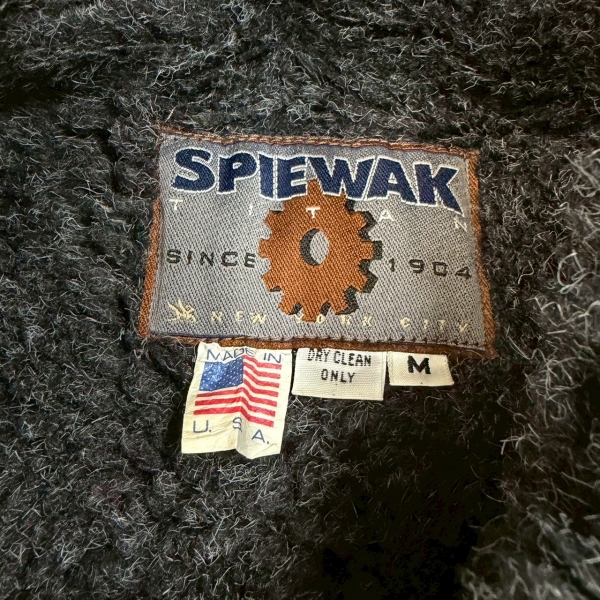 SPIEWAK
TITAN
SINCE 1904
NEW YORK CITY
MADE IN
U.S.A.
DRY CLEAN
ONLY
M